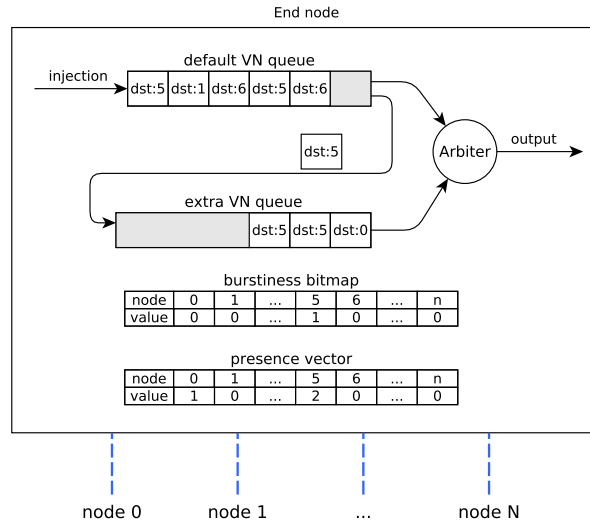 End node
default VN queue
injection
dst:5 dst:1 dst:6 dst:5 dst:6
dst:5
Arbiter
output
extra VN queue
dst:5 dst:5 dst:0
burstiness bitmap
node 0 1 ... 5 6 ... n
value 0 0 ... 1 0 ... 0
presence vector
node 0 1 ... 5 6 ... n
value 1 0 ... 2 0 ... 0
node 0 node 1 ... node N